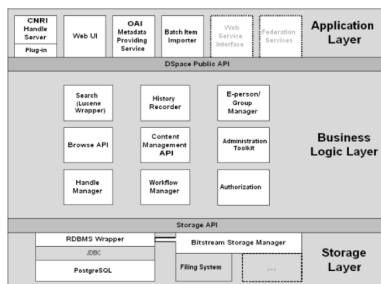 CNRI
Handle
Server
Plug-in
Web UI
OAI
Metadata
Providing
Service
Batch Item
Importer
Web
Service
Interface
Federation
Services
Application
Layer
DSpace Public API
Search
(Lucene
Wrapper)
History
Recorder
E-person/
Group
Manager
Browse API
Content
Management
API
Administration
Toolkit
Business
Logic Layer
Handle
Manager
Workflow
Manager
Authorization
Storage API
RDBMS Wrapper
JDBC
PostgreSQL
Bitstream Storage Manager
Filing System
...
Storage
Layer